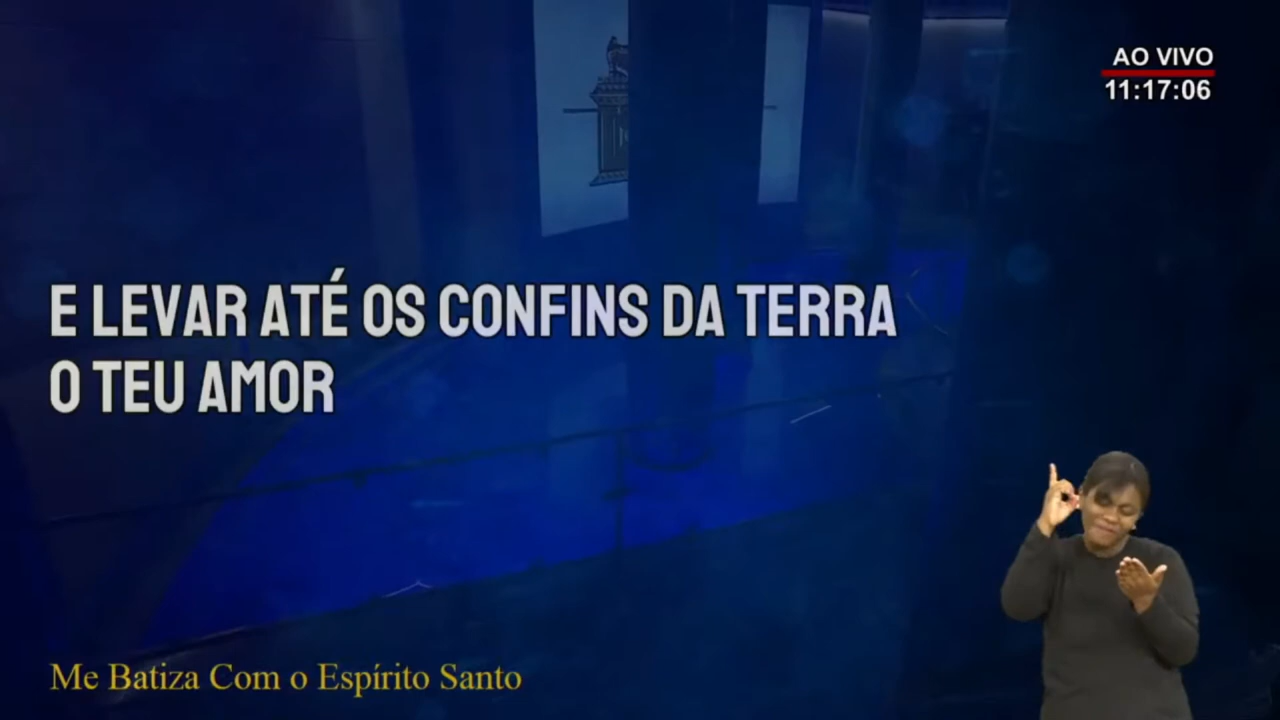 AO VIVO
11:17:06
E LEVAR ATÉ OS CONFINS DA TERRA
O TEU AMOR
Me Batiza Com o Espírito Santo